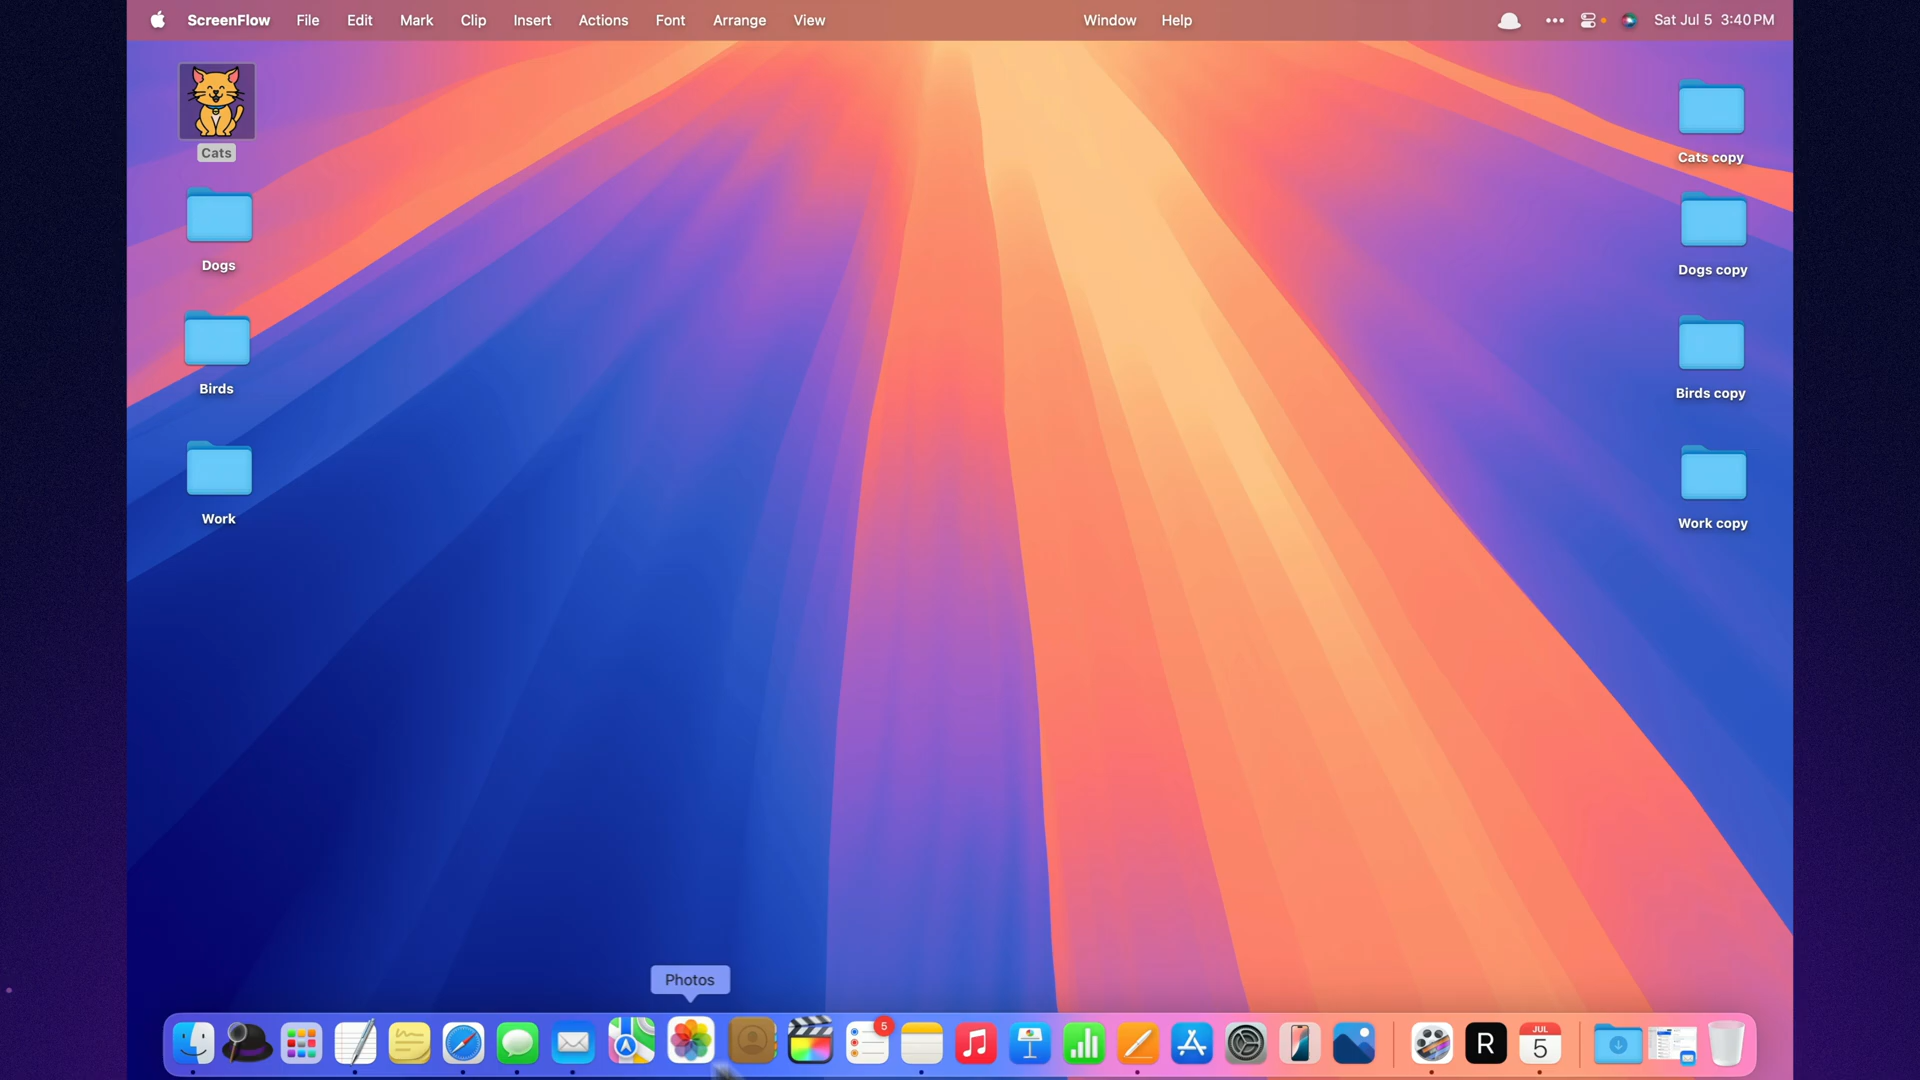 ScreenFlow File Edit Mark Clip Insert Actions Font Arrange View Window Help Sat Jul 5 3:40 PM
Cats
Dogs
Birds
Work
Cats copy
Dogs copy
Birds copy
Work copy
Photos
5
R
JUL
5